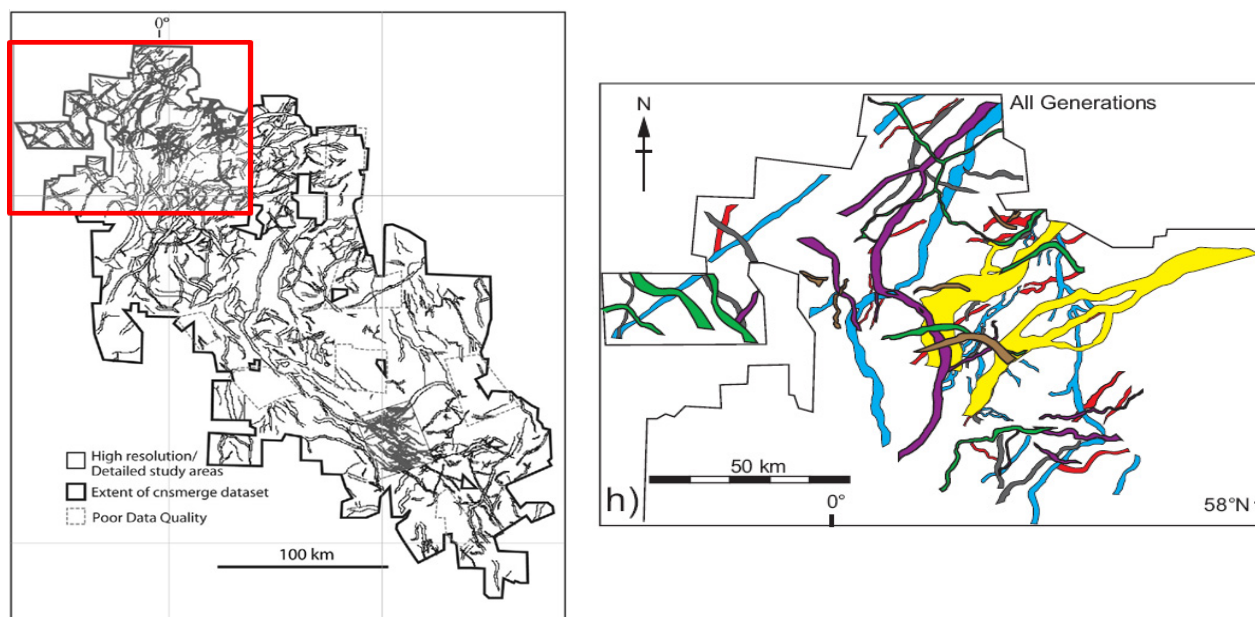 0°
High resolution/
Detailed study areas
Extent of cnsmerge dataset
Poor Data Quality
100 km
N
All Generations
50 km
h)
0°
58°N